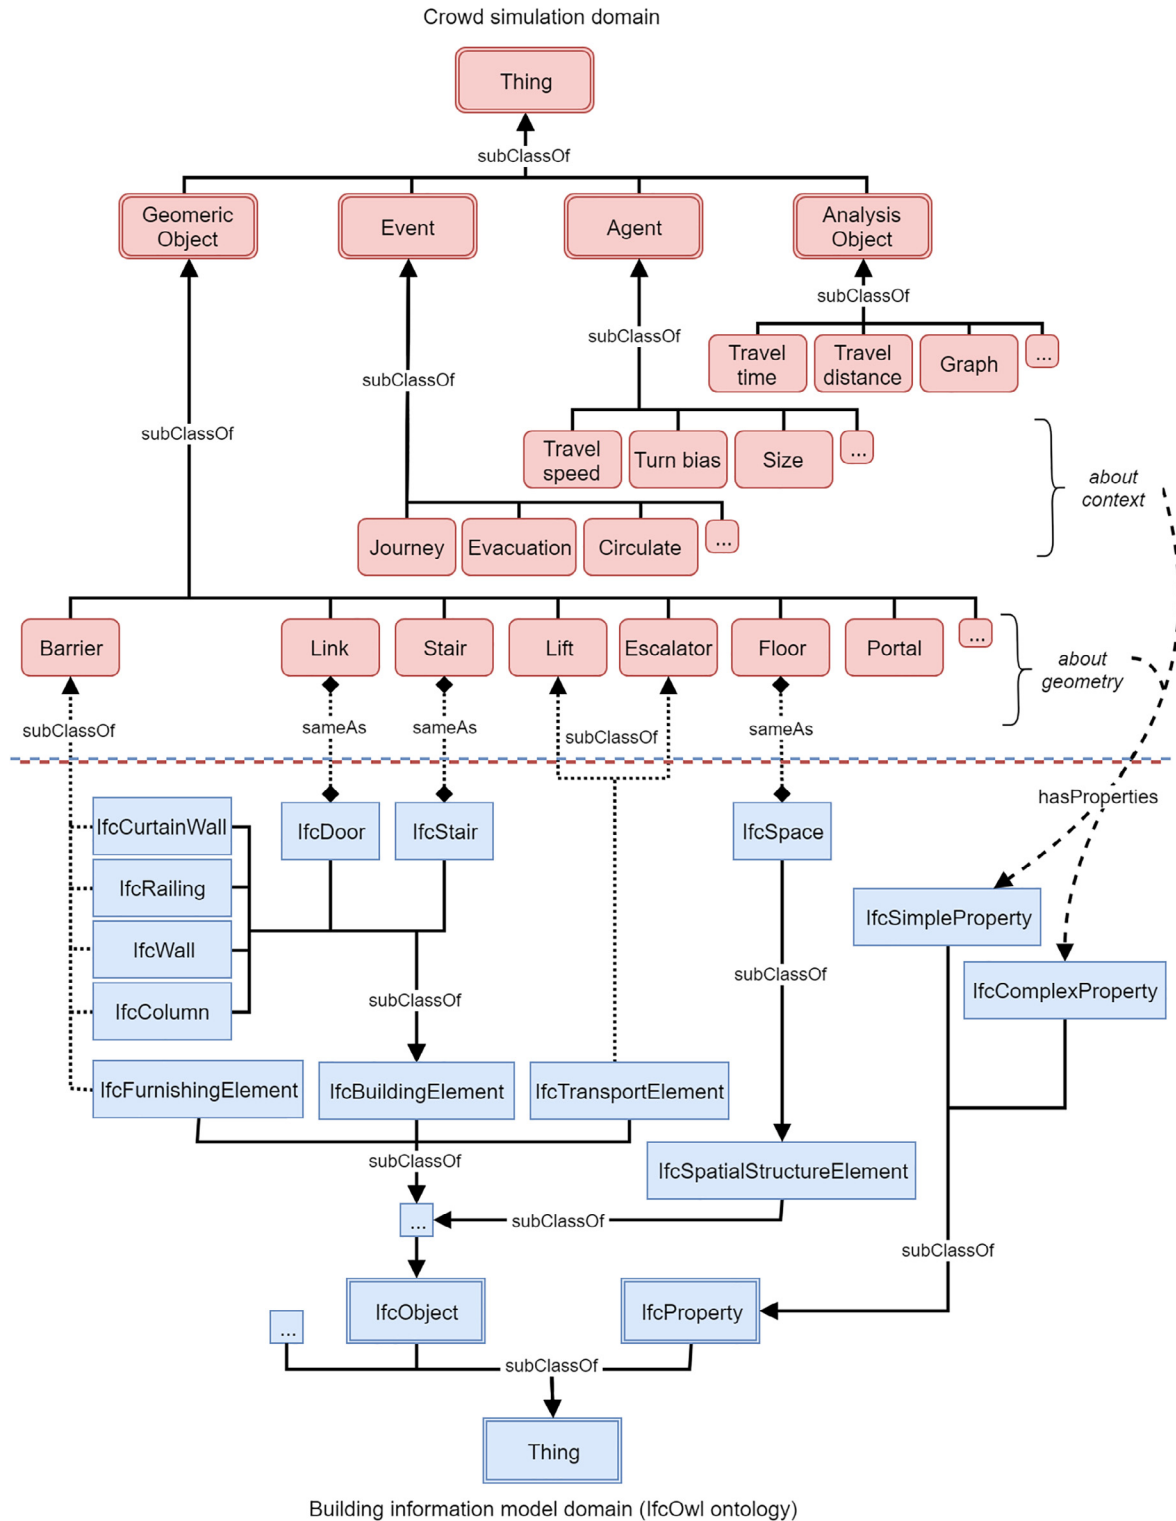 Crowd simulation domain
Thing
subClassOf
Geomeric
Object
Event
Agent
Analysis
Object
subClassOf
subClassOf
subClassOf
subClassOf
Travel
time
Travel
distance
Graph
...
Travel
speed
Turn bias
Size
...
about
context
Journey
Evacuation
Circulate
...
Barrier
Link
Stair
Lift
Escalator
Floor
Portal
...
about
geometry
subClassOf
sameAs
sameAs
subClassOf
sameAs
hasProperties
IfcCurtainWall
IfcDoor
IfcStair
IfcSpace
IfcRailing
IfcSimpleProperty
IfcWall
subClassOf
IfcComplexProperty
IfcColumn
subClassOf
IfcFurnishingElement
IfcBuildingElement
IfcTransportElement
subClassOf
IfcSpatialStructureElement
...
subClassOf
subClassOf
IfcObject
IfcProperty
...
subClassOf
Thing
Building information model domain (IfcOwl ontology)